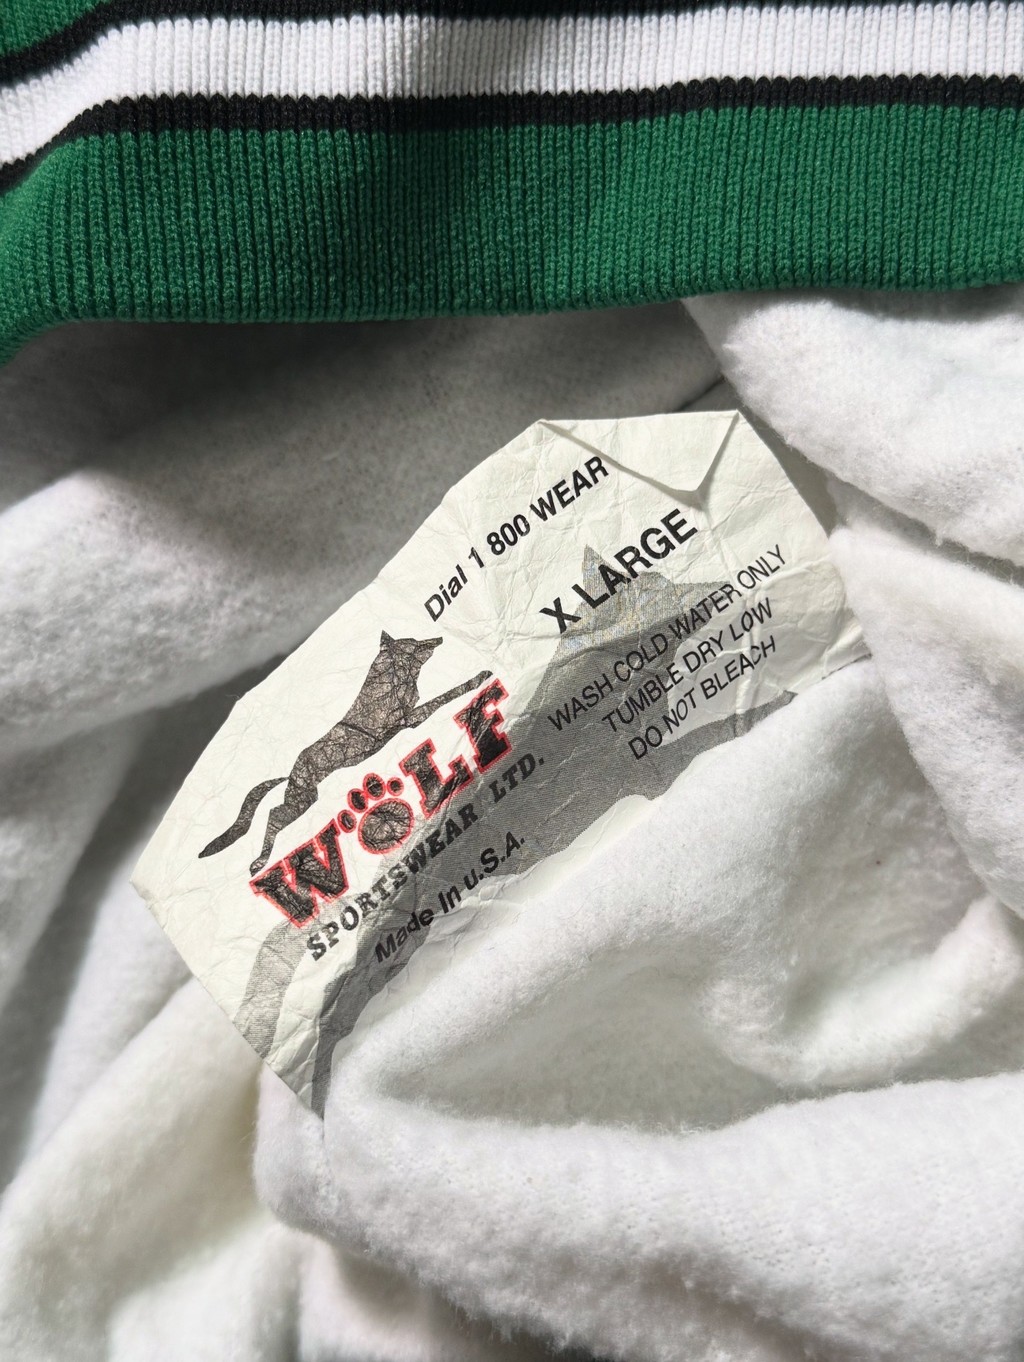 Dial 1 800 WEAR
X LARGE
WASH COLD WATER ONLY
TUMBLE DRY LOW
DO NOT BLEACH
WOLF
SPORTSWEAR LTD.
Made In U.S.A.